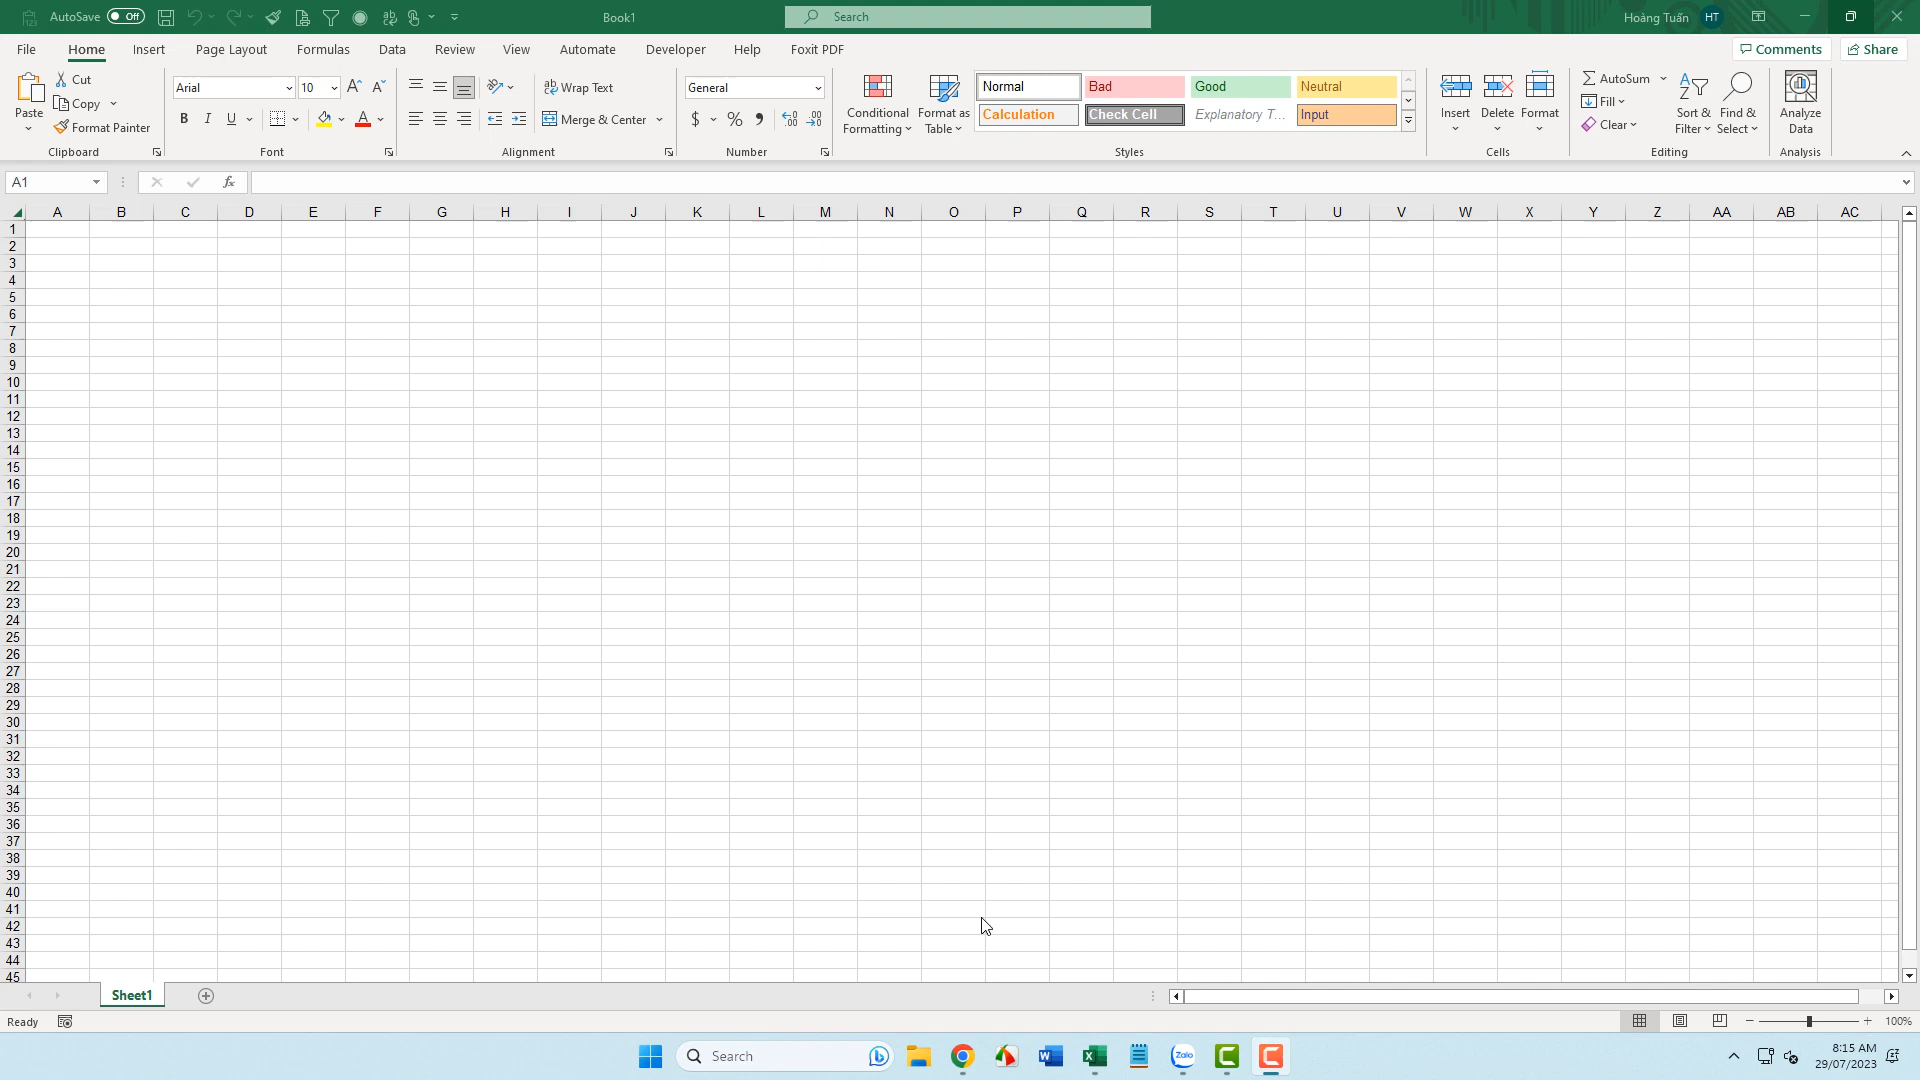 AutoSave Off Book1 Search Hoàng Tuấn HT
File Home Insert Page Layout Formulas Data Review View Automate Developer Help Foxit PDF Comments Share
Paste Cut Copy Format Painter Clipboard
Arial 10 B I U A Font
Wrap Text Merge & Center Alignment
General $ % Number
Conditional Formatting Format as Table
Normal Bad Good Neutral
Calculation Check Cell Explanatory T... Input
Styles
Insert Delete Format Cells
AutoSum Fill Clear Sort & Filter Find & Select Editing
Analyze Data Analysis
A1 fx
A B C D E F G H I J K L M N O P Q R S T U V W X Y Z AA AB AC
1
2
3
4
5
6
7
8
9
10
11
12
13
14
15
16
17
18
19
20
21
22
23
24
25
26
27
28
29
30
31
32
33
34
35
36
37
38
39
40
41
42
43
44
45
Sheet1
Ready 100%
Search Zalo 8:15 AM
29/07/2023